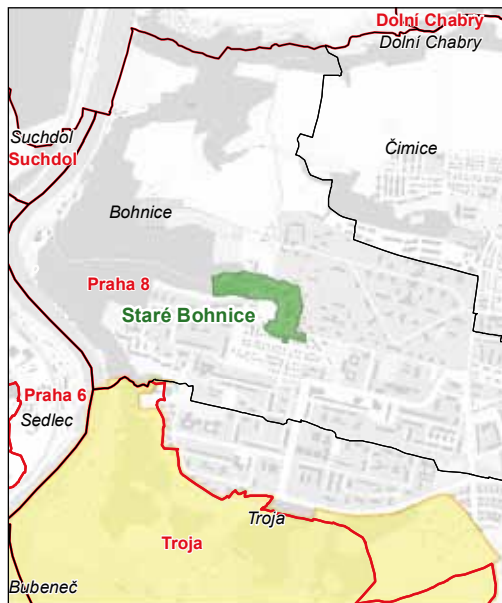 Dolní Chabry
Dolní Chabry
Suchdol
Suchdol
Čimice
Bohnice
Praha 8
Staré Bohnice
Praha 6
Sedlec
Troja
Troja
Bubeneč